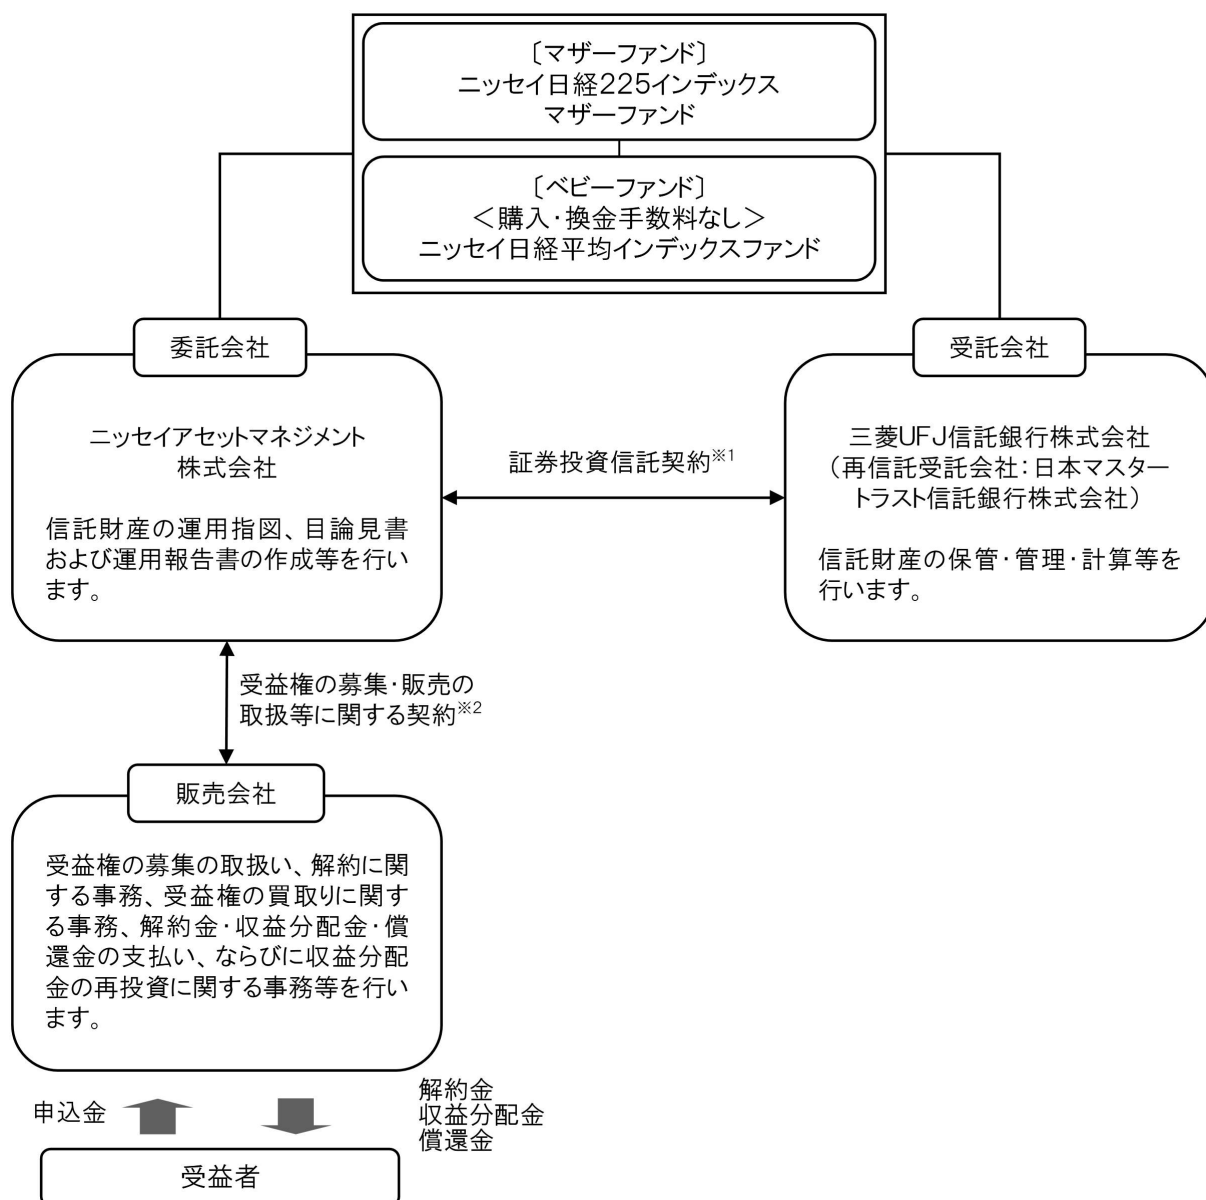 〔マザーファンド〕
ニッセイ日経225インデックス
マザーファンド
〔ベビーファンド〕
＜購入・換金手数料なし＞
ニッセイ日経平均インデックスファンド
委託会社
ニッセイアセットマネジメント
株式会社
信託財産の運用指図、目論見書
および運用報告書の作成等を行い
ます。
証券投資信託契約※1
受託会社
三菱UFJ信託銀行株式会社
（再信託受託会社：日本マスター
トラスト信託銀行株式会社）
信託財産の保管・管理・計算等を
行います。
受益権の募集・販売の
取扱等に関する契約※2
販売会社
受益権の募集の取扱い、解約に関
する事務、受益権の買取りに関す
る事務、解約金・収益分配金・償
還金の支払い、ならびに収益分配
金の再投資に関する事務等を行い
ます。
申込金
解約金
収益分配金
償還金
受益者